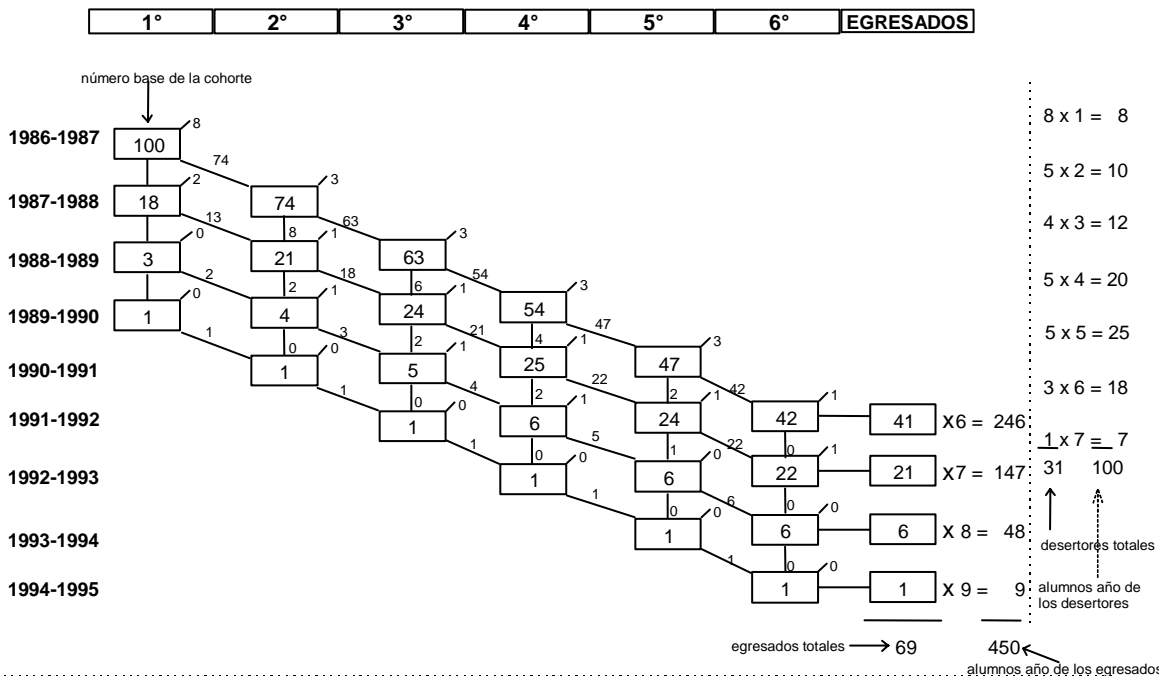 1° 2° 3° 4° 5° 6° EGRESADOS
número base de la cohorte
8
8 x 1 = 8
1986-1987 100
74
5 x 2 = 10
2 3
1987-1988 18 74
13 63
4 x 3 = 12
8 1 3
0
1988-1989 3 21 63
2 18 54
5 x 4 = 20
2 1 6 1 3
0
1989-1990 1 4 24 54
1 3 21 47
5 x 5 = 25
0 0 2 1 4 1 3
1990-1991 1 5 25 47
1 4 22 42
3 x 6 = 18
0 0 2 1 2 1 1
1991-1992 1 6 24 42 41 x6 = 246
1 5 22
1 x 7 = 7
0 0 1 0 0 1
1992-1993 1 6 22 21 x7 = 147
31 100
1 6
0 0 0 0
1993-1994 1 6 6 x 8 = 48
desertores totales
1
0 0
1994-1995 1 1 x 9 = 9
alumnos año de
los desertores
egresados totales 69 450
alumnos año de los egresados